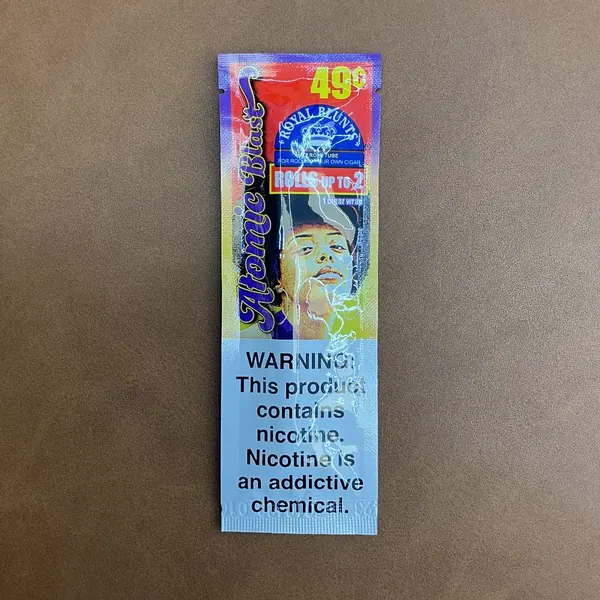 49¢
ROYAL BLUNTS
TUBE
FOR ROLLING YOUR OWN CIGAR
ROLLS UP TO 2
1 cigar wrap
Atomic Blast
WARNING:
This product
contains
nicotine.
Nicotine is
an addictive
chemical.